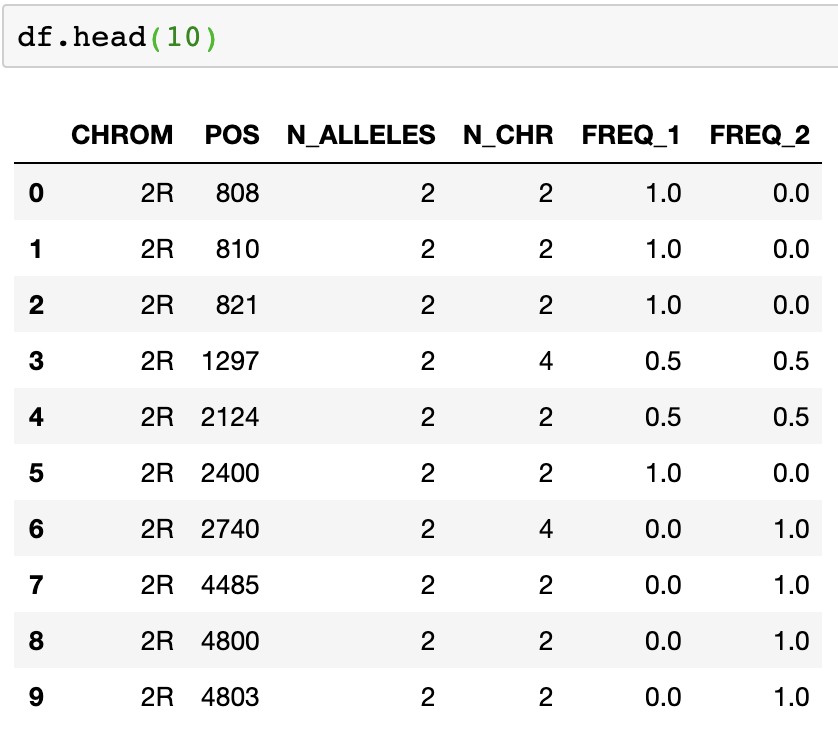 df.head(10)
CHROM POS N_ALLELES N_CHR FREQ_1 FREQ_2
0 2R 808 2 2 1.0 0.0
1 2R 810 2 2 1.0 0.0
2 2R 821 2 2 1.0 0.0
3 2R 1297 2 4 0.5 0.5
4 2R 2124 2 2 0.5 0.5
5 2R 2400 2 2 1.0 0.0
6 2R 2740 2 4 0.0 1.0
7 2R 4485 2 2 0.0 1.0
8 2R 4800 2 2 0.0 1.0
9 2R 4803 2 2 0.0 1.0